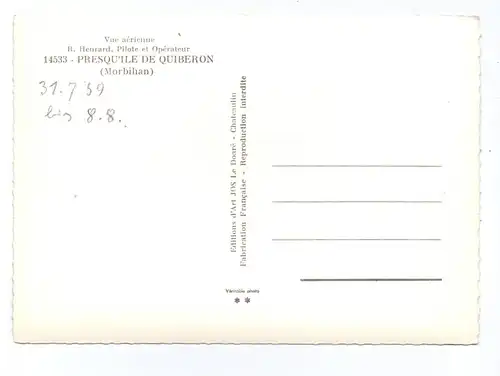 Vue aérienne
R. Henrard, Pilote et Opérateur
14533 - PRESQU'ILE DE QUIBERON
(Morbihan)
31.7 59
bis 8.8.
Editions d'Art JOS Le Doaré - Chateaulin
Fabrication Française - Reproduction interdite
Véritable photo